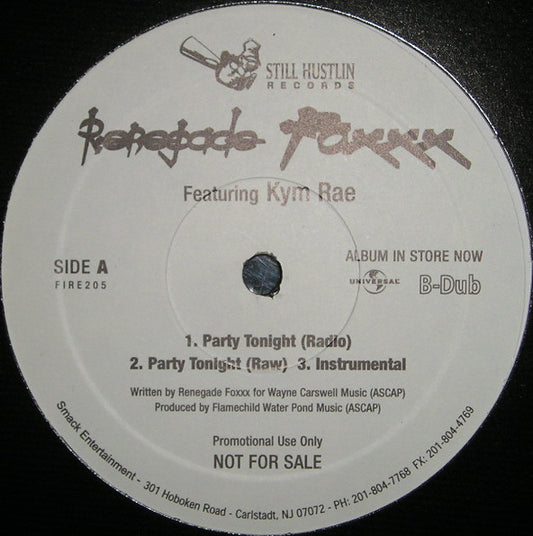 STILL HUSTLIN
RECORDS
Renegade Foxxx
Featuring Kym Rae
SIDE A
FIRE205
ALBUM IN STORE NOW
UNIVERSAL B-Dub
1. Party Tonight (Radio)
2. Party Tonight (Raw) 3. Instrumental
Written by Renegade Foxxx for Wayne Carswell Music (ASCAP)
Produced by Flamechild Water Pond Music (ASCAP)
Promotional Use Only
NOT FOR SALE
Smack Entertainment - 301 Hoboken Road - Carlstadt, NJ 07072 - PH: 201-804-7768 FX: 201-804-4769